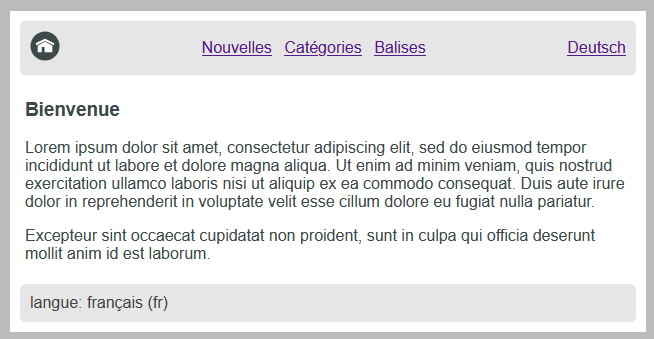 Nouvelles Catégories Balises Deutsch
Bienvenue
Lorem ipsum dolor sit amet, consectetur adipiscing elit, sed do eiusmod tempor
incididunt ut labore et dolore magna aliqua. Ut enim ad minim veniam, quis nostrud
exercitation ullamco laboris nisi ut aliquip ex ea commodo consequat. Duis aute irure
dolor in reprehenderit in voluptate velit esse cillum dolore eu fugiat nulla pariatur.
Excepteur sint occaecat cupidatat non proident, sunt in culpa qui officia deserunt
mollit anim id est laborum.
langue: français (fr)